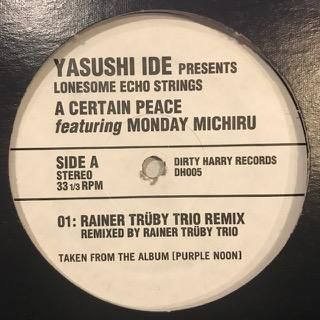 YASUSHI IDE PRESENTS
LONESOME ECHO STRINGS
A CERTAIN PEACE
featuring MONDAY MICHIRU
SIDE A
STEREO
33 1/3 RPM
DIRTY HARRY RECORDS
DH005
01: RAINER TRÜBY TRIO REMIX
REMIXED BY RAINER TRÜBY TRIO
TAKEN FROM THE ALBUM [PURPLE NOON]